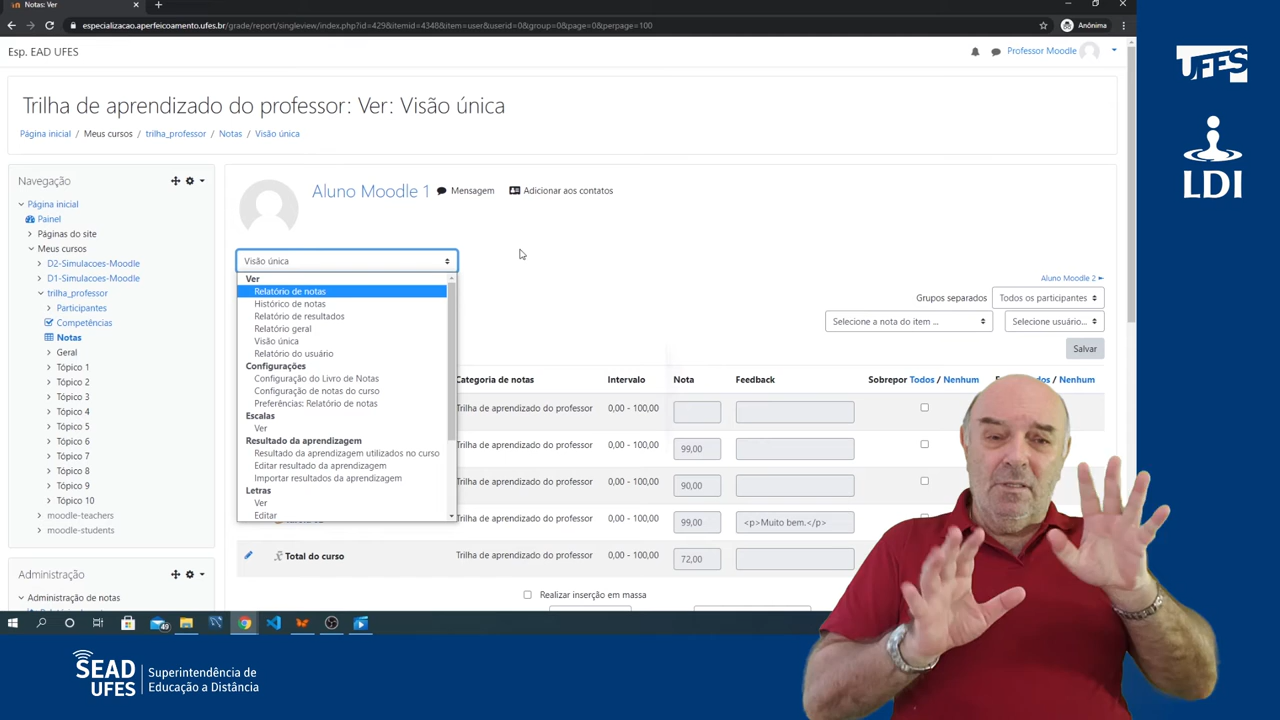 Notas: Ver
especializacao.aperfeicoamento.ufes.br/grade/report/singleview/index.php?id=429&itemid=4348&item=user&userid=0&group=0&page=0&perpage=100
Anônima
Esp. EAD UFES
Professor Moodle
UFES
LDI
Trilha de aprendizado do professor: Ver: Visão única
Página inicial / Meus cursos / trilha_professor / Notas / Visão única
Navegação
Página inicial
Painel
Páginas do site
Meus cursos
D2-Simulacoes-Moodle
D1-Simulacoes-Moodle
trilha_professor
Participantes
Competências
Notas
Geral
Tópico 1
Tópico 2
Tópico 3
Tópico 4
Tópico 5
Tópico 6
Tópico 7
Tópico 8
Tópico 9
Tópico 10
moodle-teachers
moodle-students
Administração
Administração de notas
Aluno Moodle 1 Mensagem Adicionar aos contatos
Visão única
Ver
Relatório de notas
Histórico de notas
Relatório de resultados
Relatório geral
Visão única
Relatório do usuário
Configurações
Configuração do Livro de Notas
Configuração de notas do curso
Preferências: Relatório de notas
Escalas
Ver
Resultado da aprendizagem
Resultado da aprendizagem utilizados no curso
Editar resultado da aprendizagem
Importar resultados da aprendizagem
Letras
Ver
Editar
Aluno Moodle 2
Grupos separados Todos os participantes
Selecione a nota do item ... Selecione usuário...
Salvar
Categoria de notas Intervalo Nota Feedback Sobrepor Todos / Nenhum / Nenhum
Trilha de aprendizado do professor 0,00 - 100,00
Trilha de aprendizado do professor 0,00 - 100,00 99,00
Trilha de aprendizado do professor 0,00 - 100,00 90,00
Trilha de aprendizado do professor 0,00 - 100,00 99,00 <p>Muito bem.</p>
Total do curso Trilha de aprendizado do professor 0,00 - 100,00 72,00
Realizar inserção em massa
49
SEAD
UFES
Superintendência de
Educação a Distância